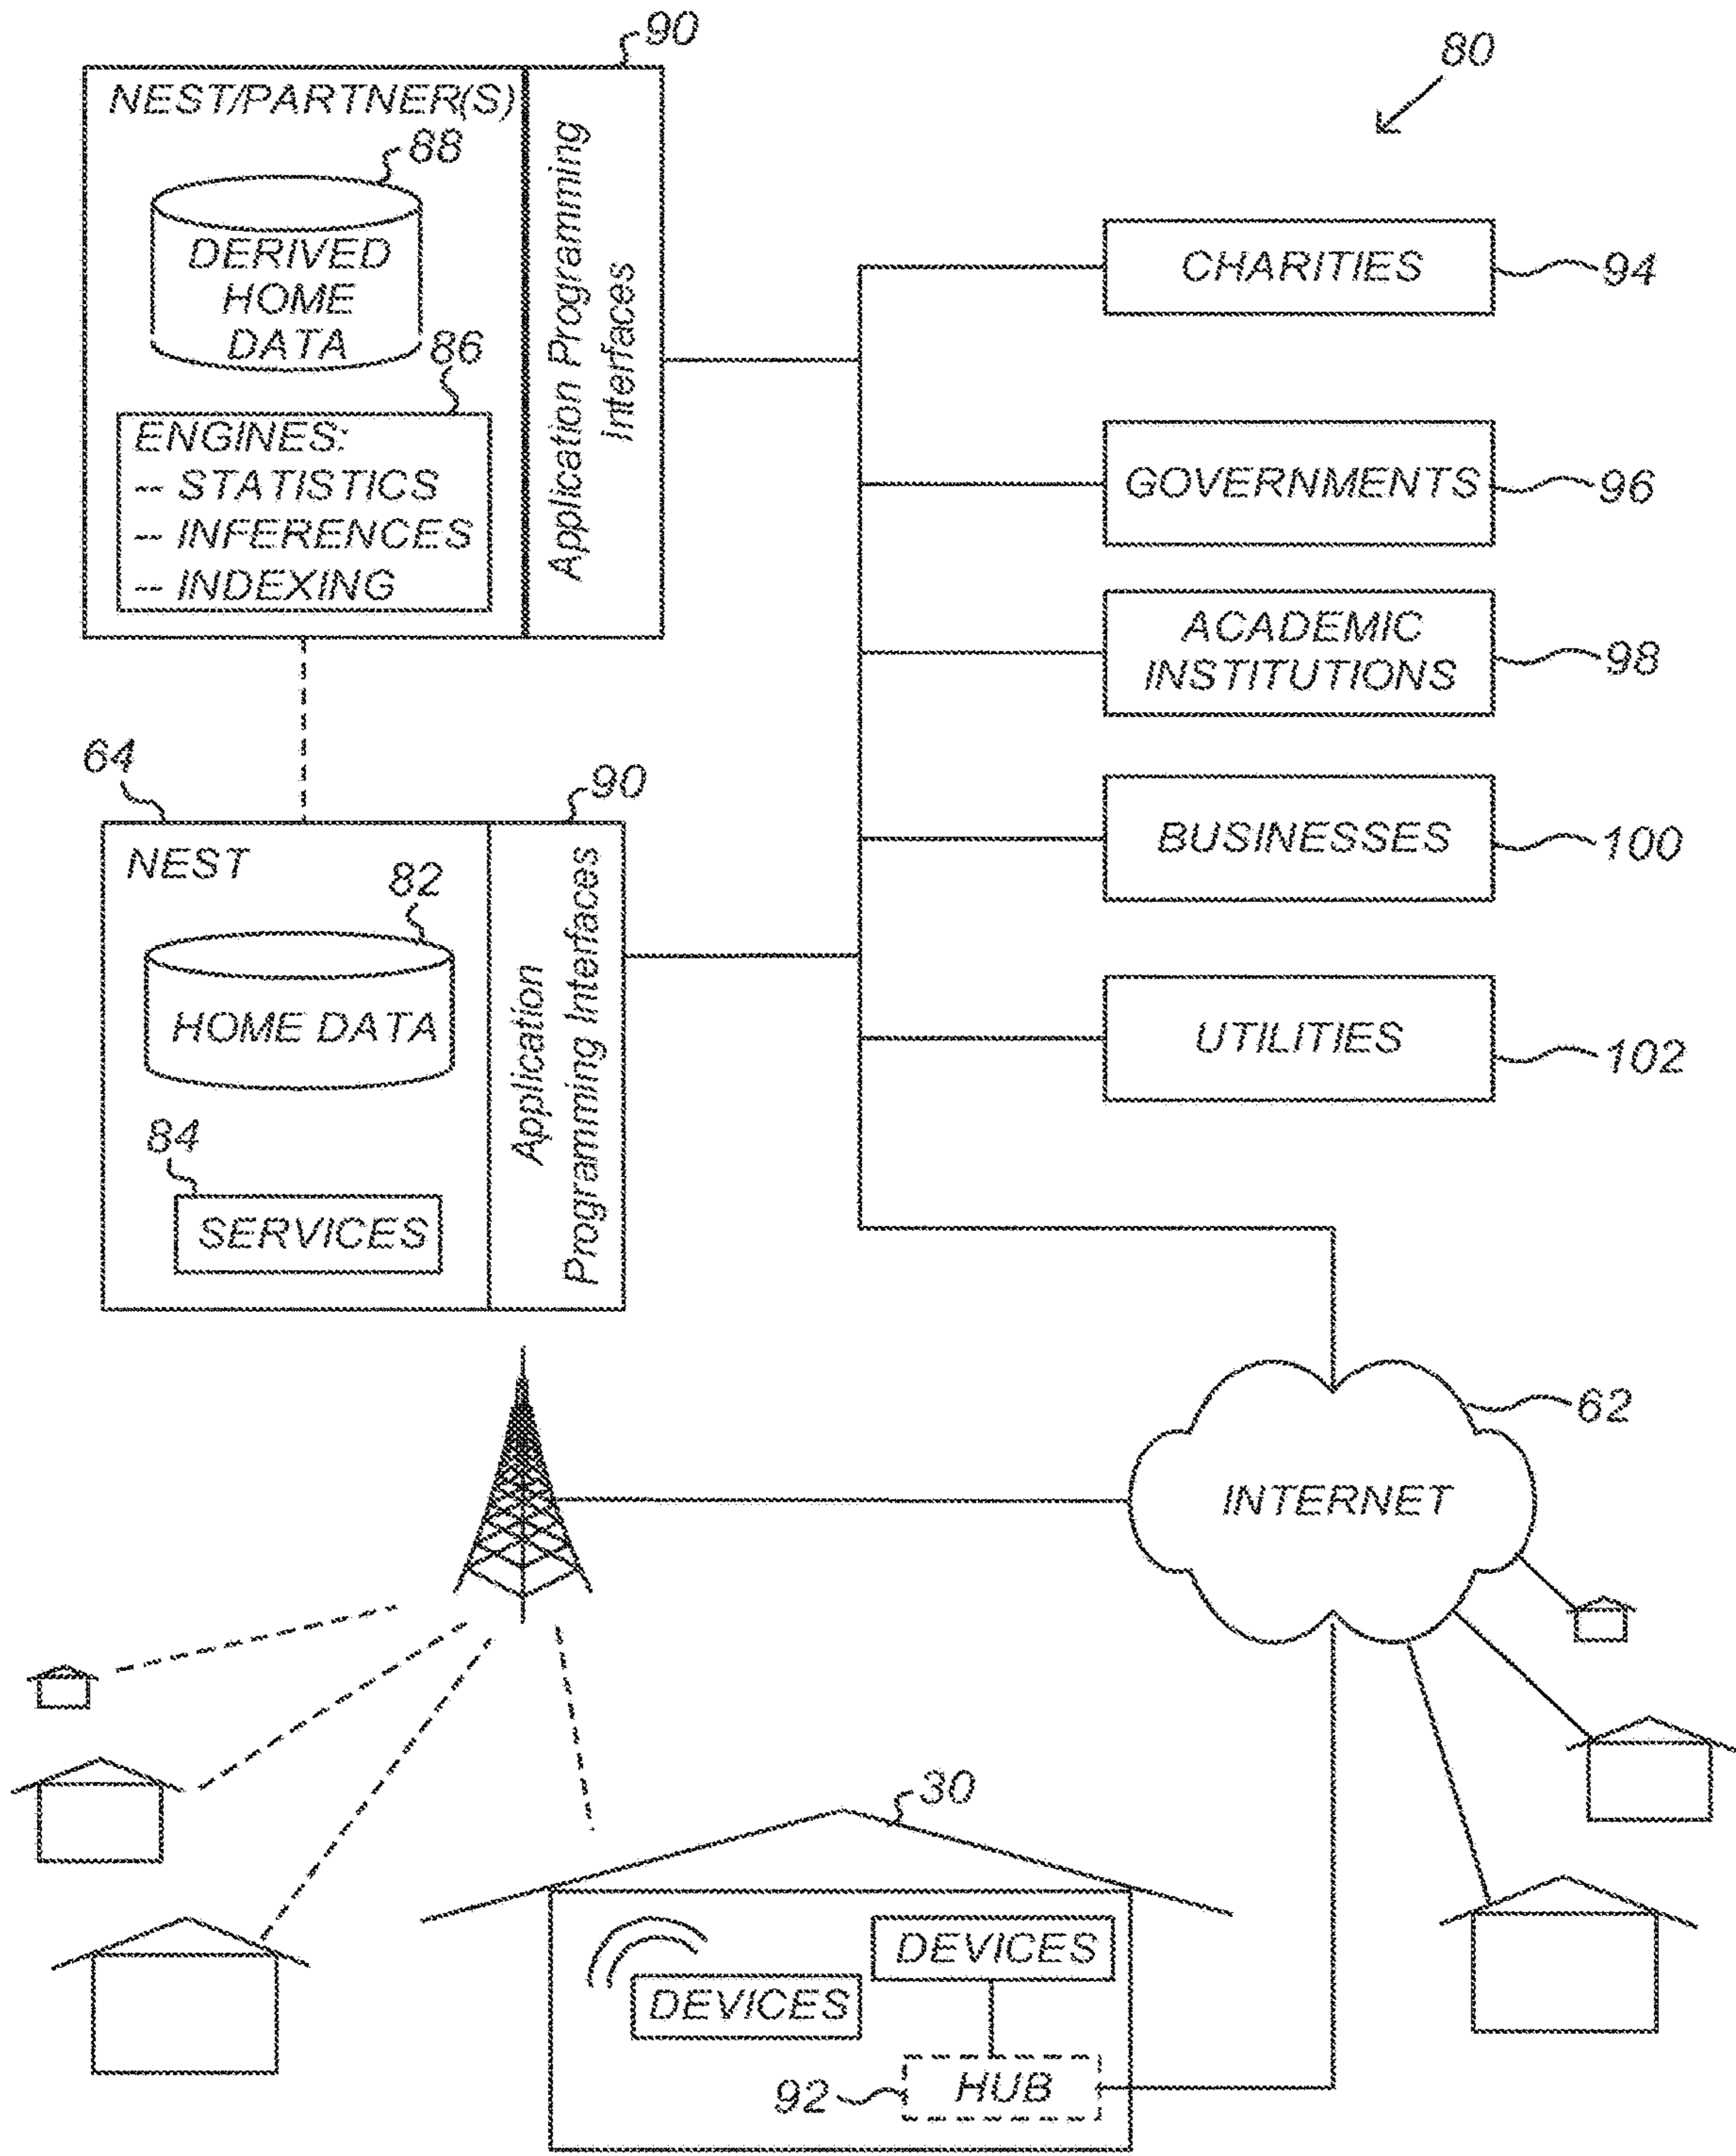 90
80
NEST/PARTNER(S)
88
DERIVED
HOME
DATA
86
ENGINES:
-- STATISTICS
-- INFERENCES
-- INDEXING
Application Programming
Interfaces
CHARITIES
94
GOVERNMENTS
96
ACADEMIC
INSTITUTIONS
98
64
90
NEST
82
HOME DATA
84
SERVICES
Application
Programming Interfaces
BUSINESSES
100
UTILITIES
102
62
INTERNET
30
DEVICES
DEVICES
92
HUB